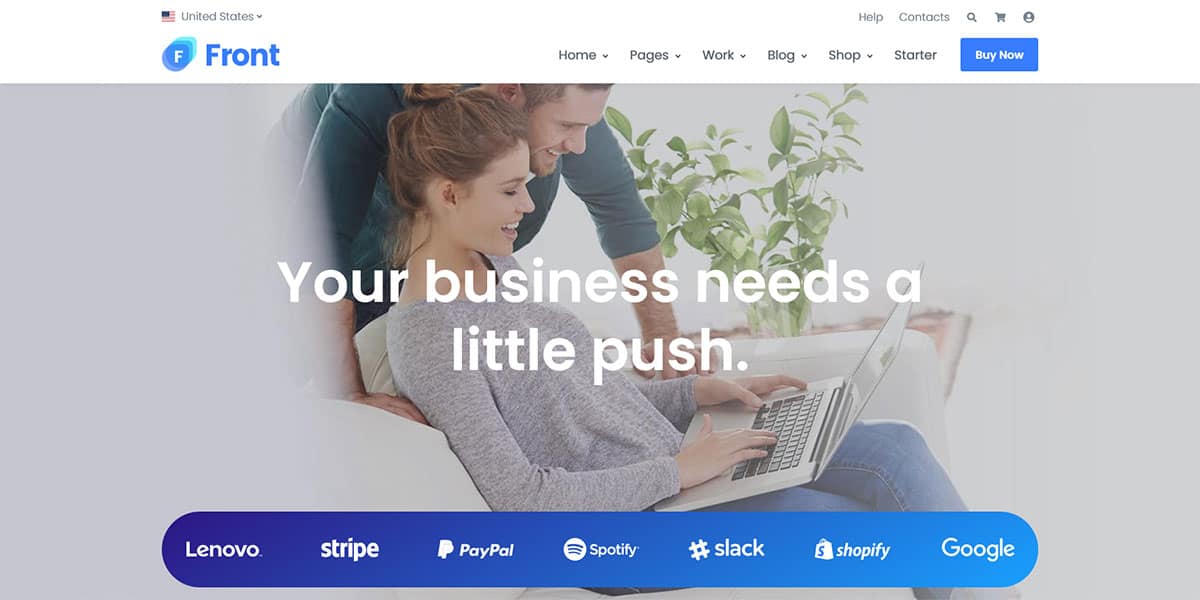 United States
Help Contacts
F Front
Home Pages Work Blog Shop Starter Buy Now
Your business needs a
little push.
Lenovo. stripe PayPal Spotify slack shopify Google